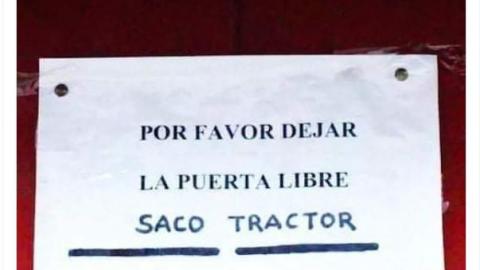 POR FAVOR DEJAR
LA PUERTA LIBRE
SACO TRACTOR